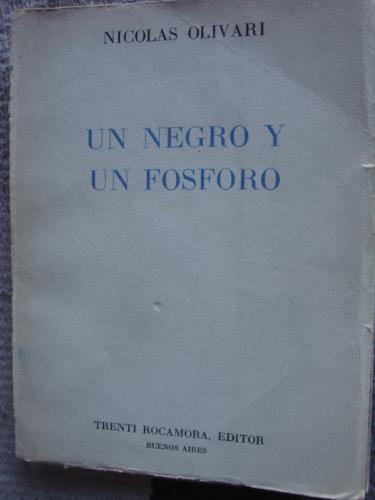 NICOLAS OLIVARI
UN NEGRO Y
UN FOSFORO
TRENTI ROCAMORA, EDITOR
BUENOS AIRES